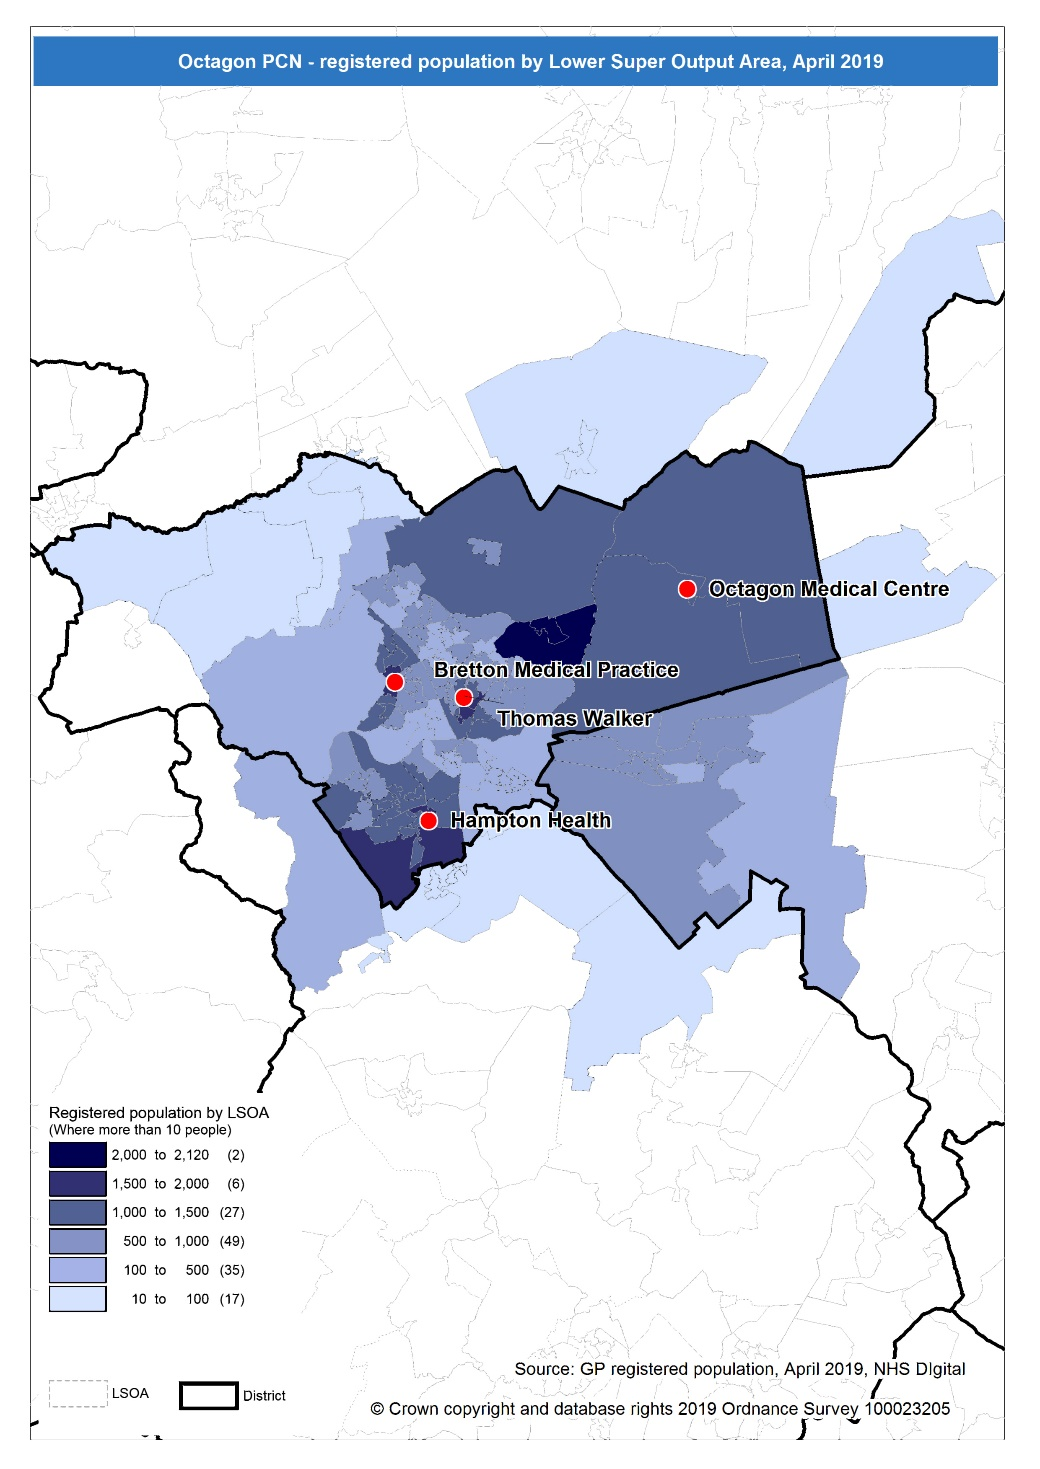 Octagon PCN - registered population by Lower Super Output Area, April 2019
Octagon Medical Centre
Bretton Medical Practice
Thomas Walker
Hampton Health
Registered population by LSOA
(Where more than 10 people)
2,000 to 2,120 (2)
1,500 to 2,000 (6)
1,000 to 1,500 (27)
500 to 1,000 (49)
100 to 500 (35)
10 to 100 (17)
Source: GP registered population, April 2019, NHS DIgital
LSOA District
© Crown copyright and database rights 2019 Ordnance Survey 100023205